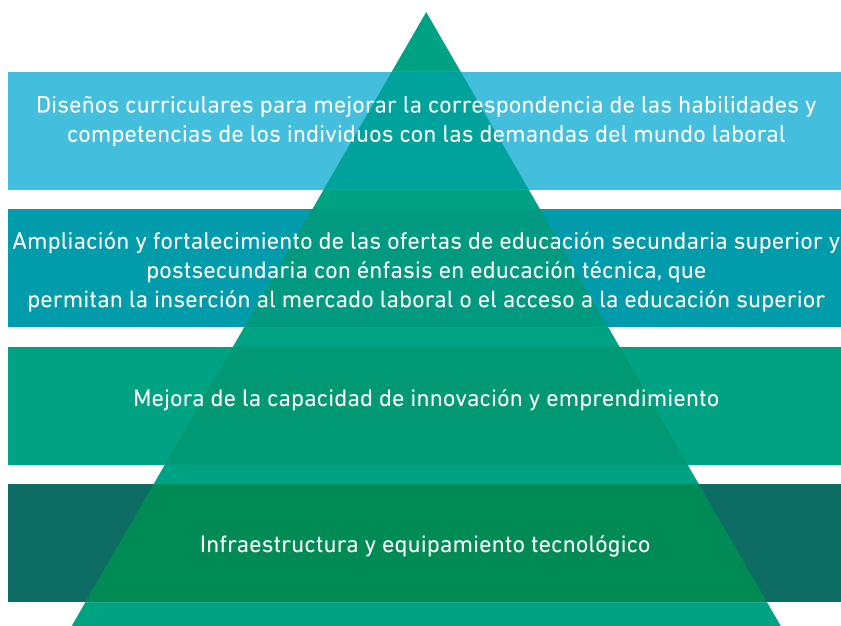 Diseños curriculares para mejorar la correspondencia de las habilidades y
competencias de los individuos con las demandas del mundo laboral
Ampliación y fortalecimiento de las ofertas de educación secundaria superior y
postsecundaria con énfasis en educación técnica, que
permitan la inserción al mercado laboral o el acceso a la educación superior
Mejora de la capacidad de innovación y emprendimiento
Infraestructura y equipamiento tecnológico